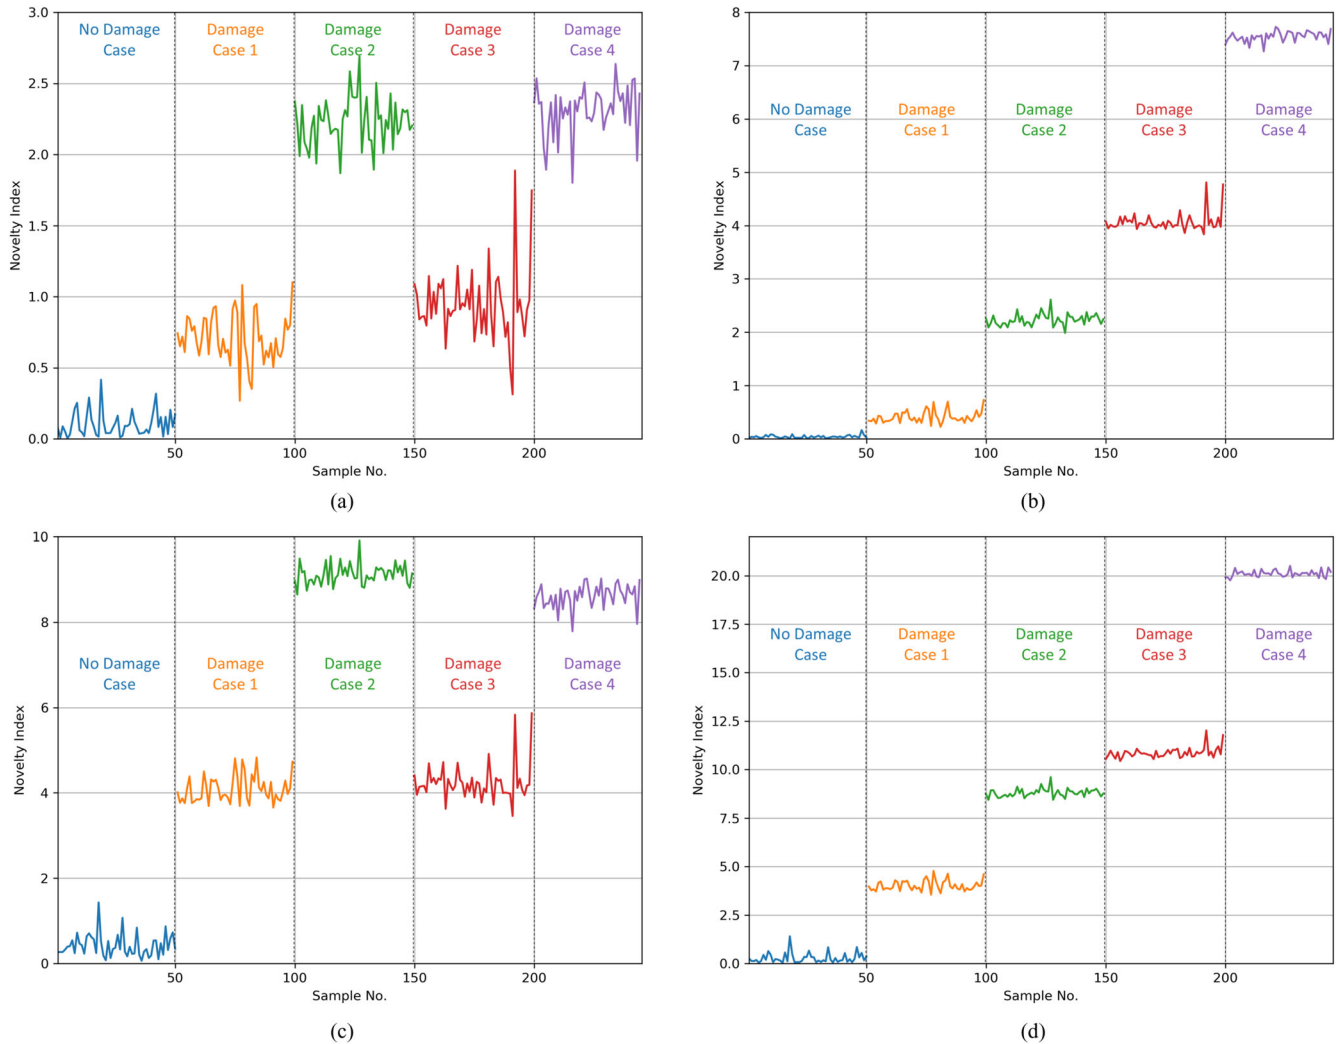 3.0
2.5
2.0
1.5
1.0
0.5
0.0
Novelty Index
No Damage
Case
Damage
Case 1
Damage
Case 2
Damage
Case 3
Damage
Case 4
50
100
150
200
Sample No.
(a)
8
7
6
5
4
3
2
1
0
Novelty Index
No Damage
Case
Damage
Case 1
Damage
Case 2
Damage
Case 3
Damage
Case 4
50
100
150
200
Sample No.
(b)
10
8
6
4
2
0
Novelty Index
No Damage
Case
Damage
Case 1
Damage
Case 2
Damage
Case 3
Damage
Case 4
50
100
150
200
Sample No.
(c)
20.0
17.5
15.0
12.5
10.0
7.5
5.0
2.5
0.0
Novelty Index
No Damage
Case
Damage
Case 1
Damage
Case 2
Damage
Case 3
Damage
Case 4
50
100
150
200
Sample No.
(d)